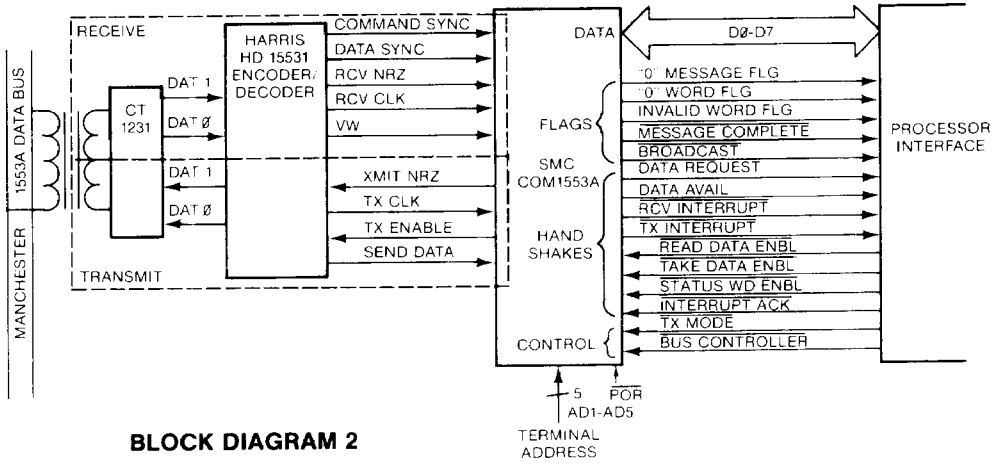 RECEIVE
MANCHESTER 1553A DATA BUS
CT
1231
DAT 1
DAT Ø
DAT 1
DAT Ø
TRANSMIT
HARRIS
HD 15531
ENCODER/
DECODER
COMMAND SYNC
DATA SYNC
RCV NRZ
RCV CLK
VW
XMIT NRZ
TX CLK
TX ENABLE
SEND DATA
DATA
FLAGS
SMC
COM1553A
HAND
SHAKES
CONTROL
DØ-D7
"0" MESSAGE FLG
"0" WORD FLG
INVALID WORD FLG
MESSAGE COMPLETE
BROADCAST
DATA REQUEST
DATA AVAIL
RCV INTERRUPT
TX INTERRUPT
READ DATA ENBL
TAKE DATA ENBL
STATUS WD ENBL
INTERRUPT ACK
TX MODE
BUS CONTROLLER
PROCESSOR
INTERFACE
5
POR
AD1-AD5
TERMINAL
ADDRESS
BLOCK DIAGRAM 2